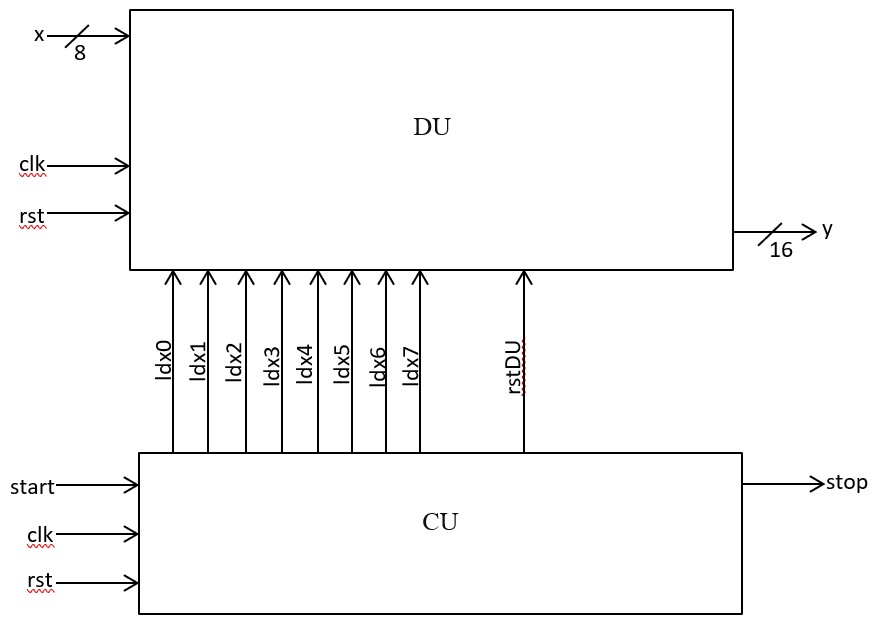 x
8
DU
clk
rst
y
16
ldx0
ldx1
ldx2
ldx3
ldx4
ldx5
ldx6
ldx7
rstDU
start
stop
CU
clk
rst